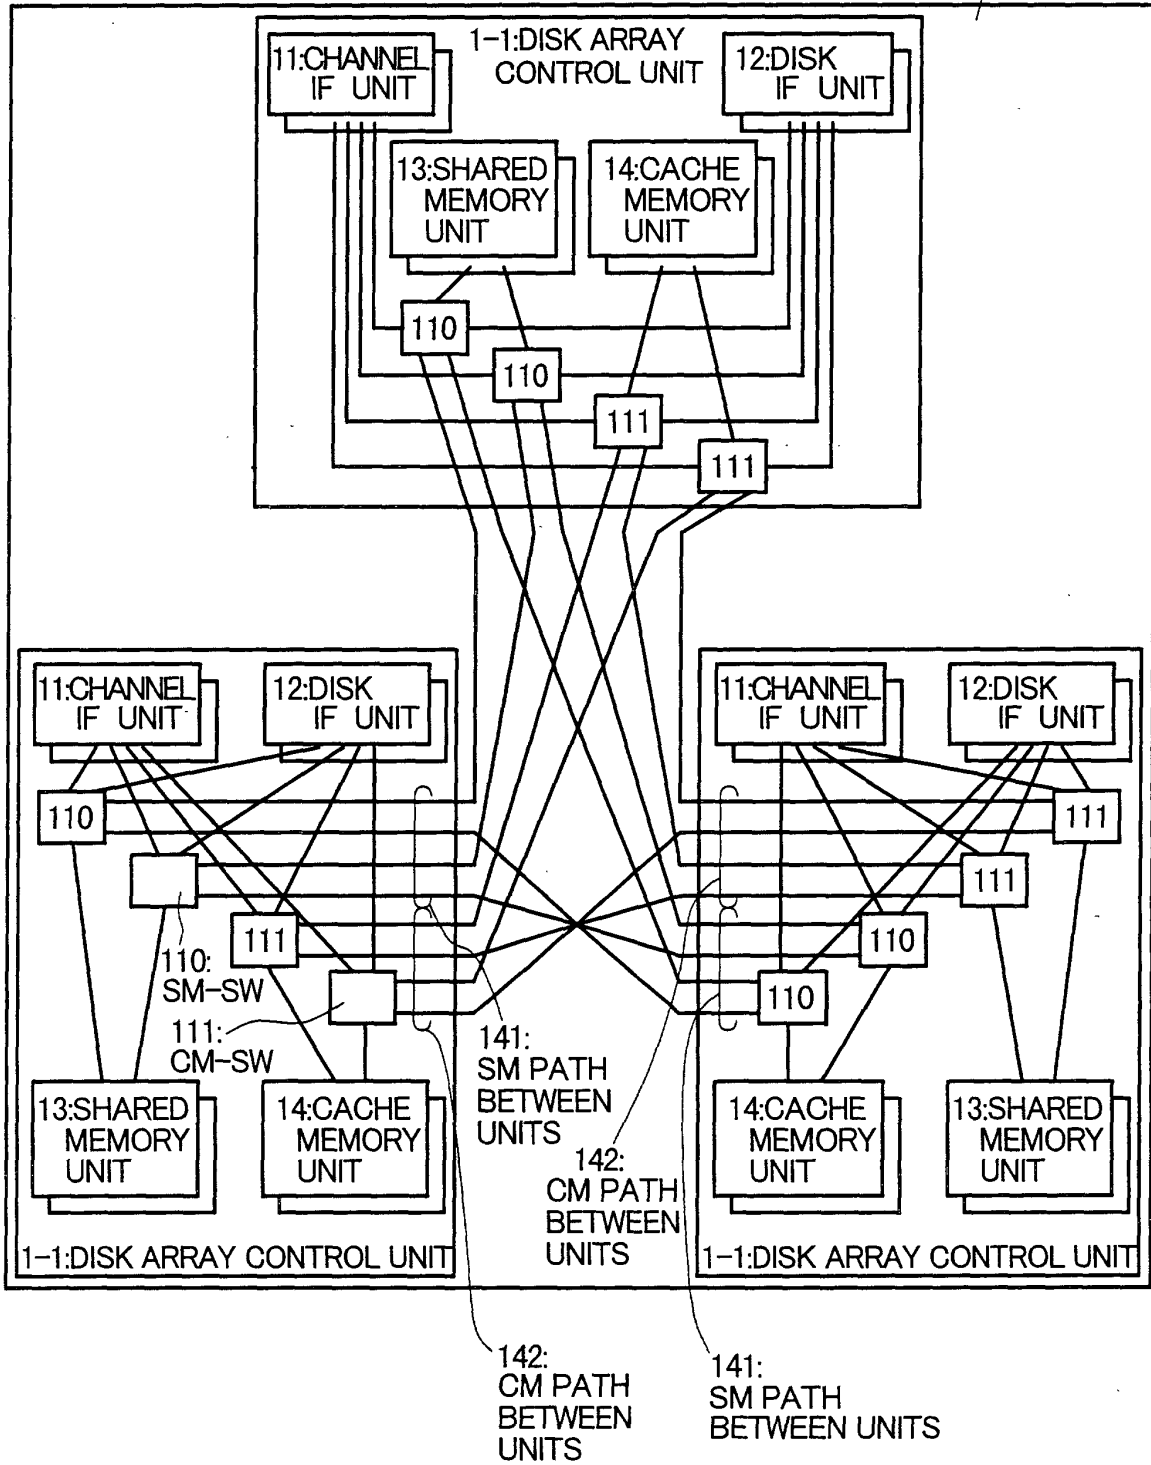 1-1:DISK ARRAY
CONTROL UNIT
11:CHANNEL
IF UNIT
12:DISK
IF UNIT
13:SHARED
MEMORY
UNIT
14:CACHE
MEMORY
UNIT
110
110
111
111
11:CHANNEL
IF UNIT
12:DISK
IF UNIT
110
111
110:
SM-SW
111:
CM-SW
13:SHARED
MEMORY
UNIT
14:CACHE
MEMORY
UNIT
1-1:DISK ARRAY CONTROL UNIT
11:CHANNEL
IF UNIT
12:DISK
IF UNIT
111
111
110
110
14:CACHE
MEMORY
UNIT
13:SHARED
MEMORY
UNIT
1-1:DISK ARRAY CONTROL UNIT
141:
SM PATH
BETWEEN
UNITS
142:
CM PATH
BETWEEN
UNITS
142:
CM PATH
BETWEEN
UNITS
141:
SM PATH
BETWEEN UNITS